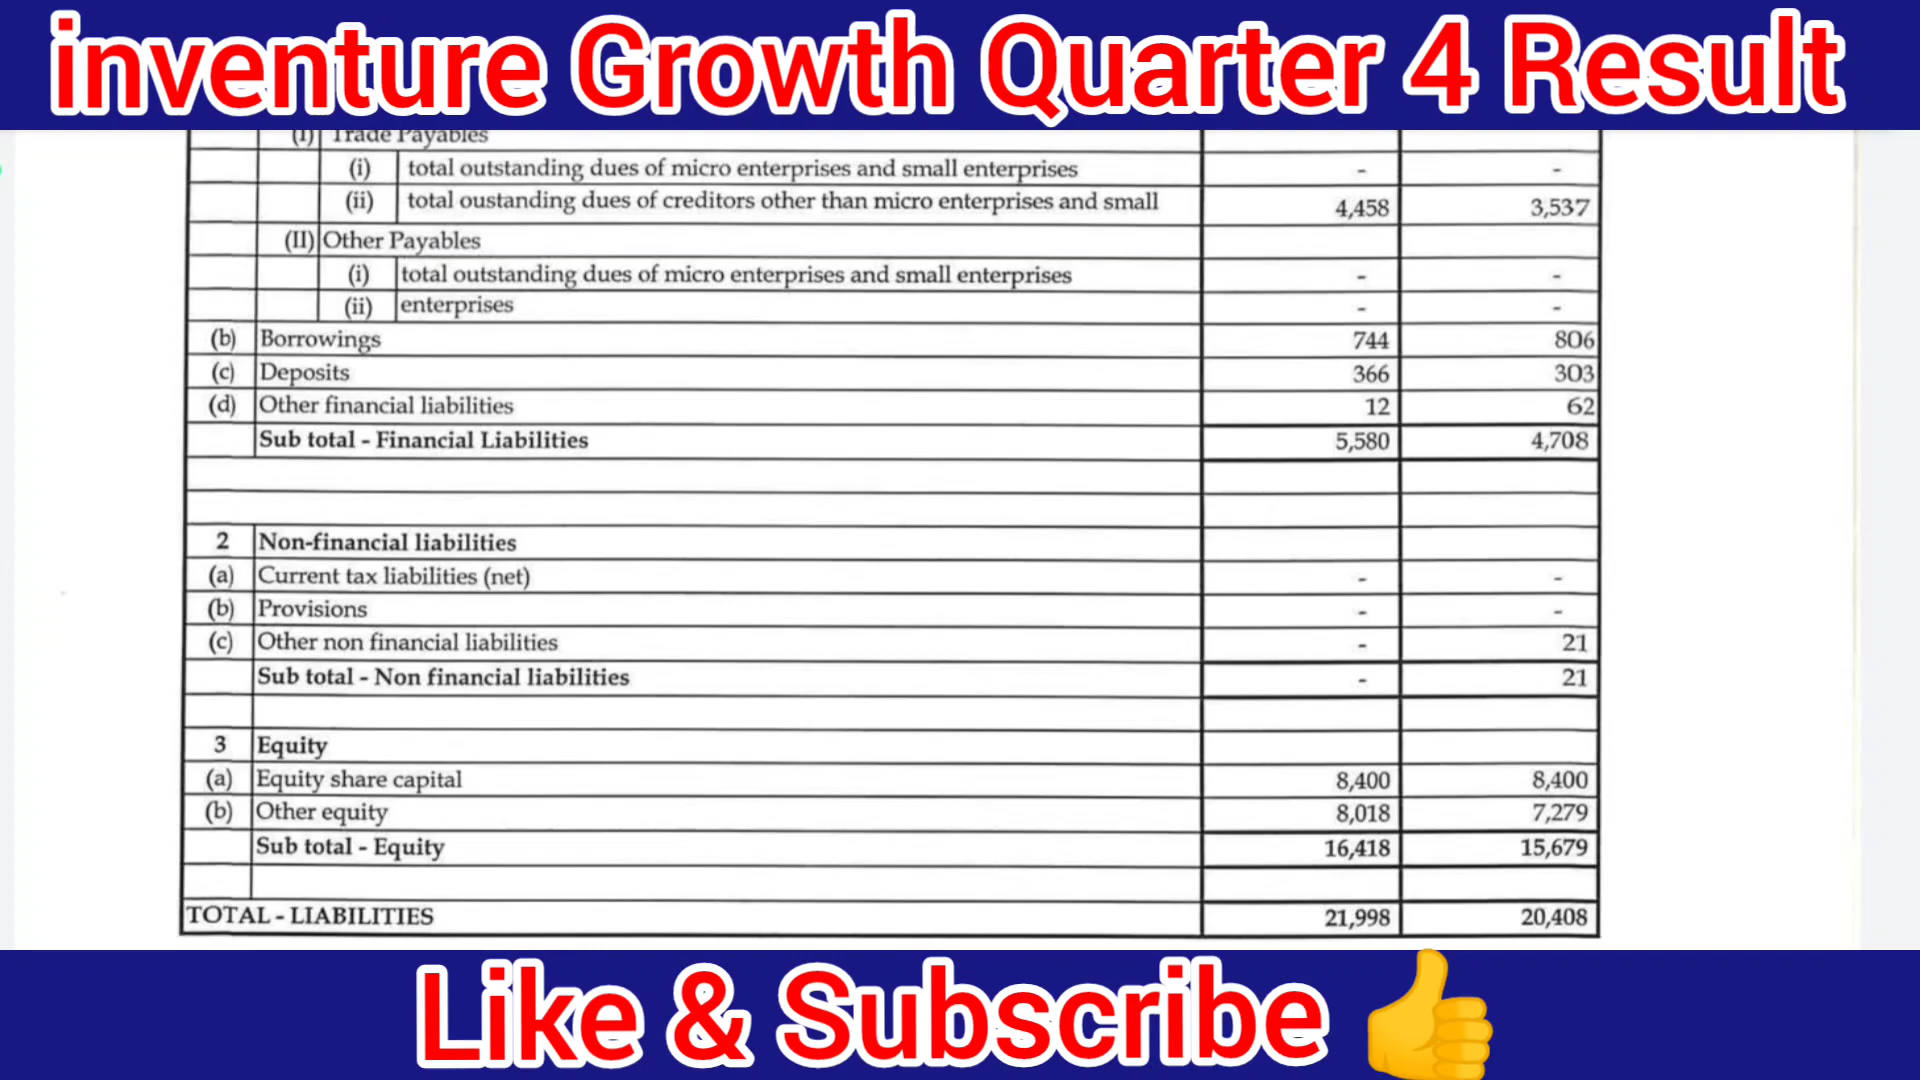 inventure Growth Quarter 4 Result
(I) Trade Payables
(i) total outstanding dues of micro enterprises and small enterprises - -
(ii) total oustanding dues of creditors other than micro enterprises and small 4,458 3,537
(II) Other Payables
(i) total outstanding dues of micro enterprises and small enterprises - -
(ii) enterprises - -
(b) Borrowings 744 806
(c) Deposits 366 303
(d) Other financial liabilities 12 62
Sub total - Financial Liabilities 5,580 4,708
2 Non-financial liabilities
(a) Current tax liabilities (net) - -
(b) Provisions - -
(c) Other non financial liabilities - 21
Sub total - Non financial liabilities - 21
3 Equity
(a) Equity share capital 8,400 8,400
(b) Other equity 8,018 7,279
Sub total - Equity 16,418 15,679
TOTAL - LIABILITIES 21,998 20,408
Like & Subscribe